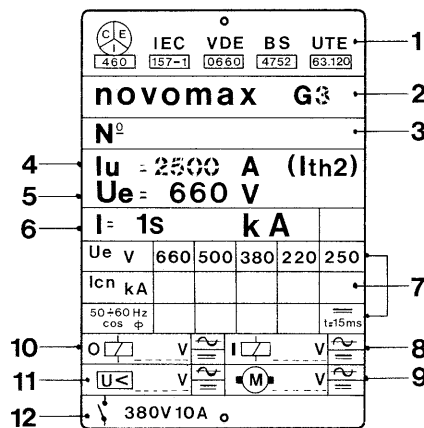 CEI IEC VDE BS UTE 1
460 157-1 0660 4752 63.120
novomax G3 2
Nº 3
4 Iu = 2500 A (Ith2)
5 Ue = 660 V
6 I = 1s kA
Ue V 660 500 380 220 250
Icn kA 7
50÷60 Hz cos φ t=15ms
10 O V I V 8
11 U< V M V 9
12 380V 10A